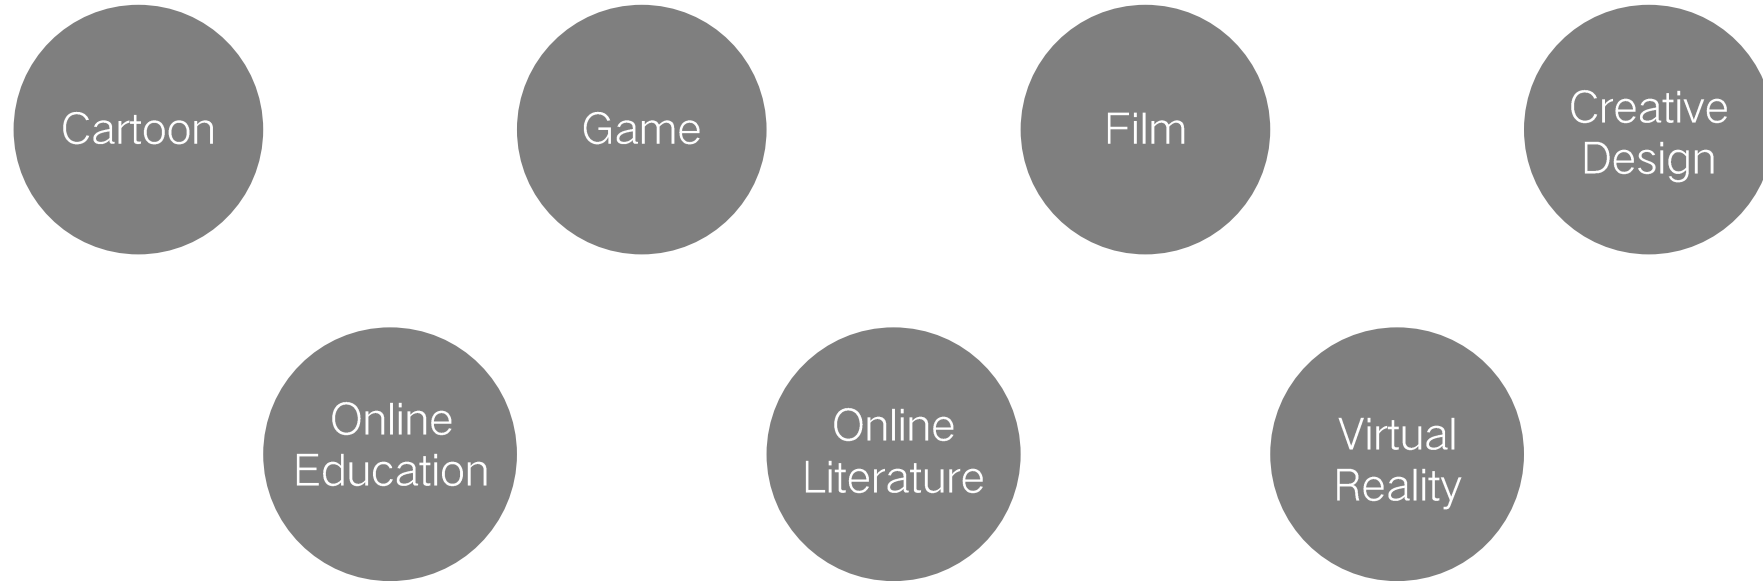 Cartoon
Game
Film
Creative
Design
Online
Education
Online
Literature
Virtual
Reality